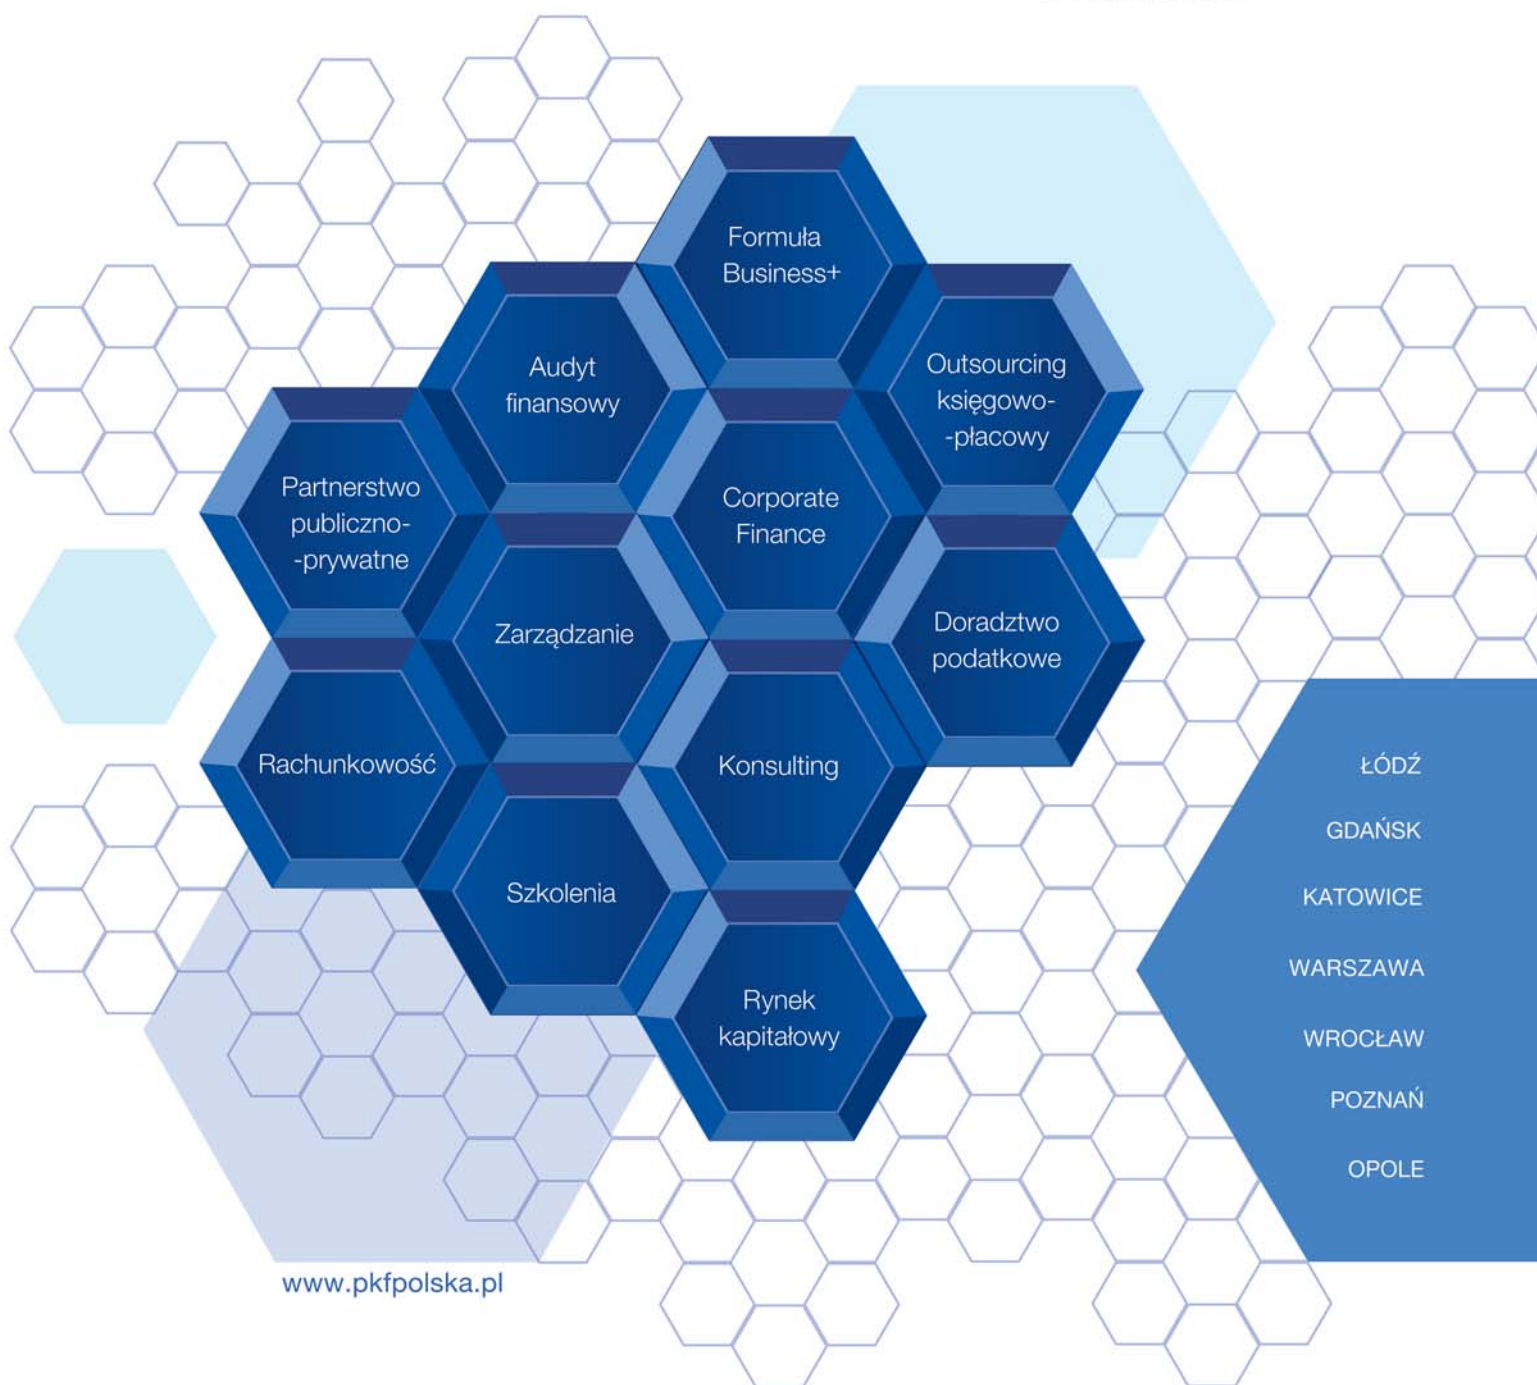 Formuła
Business+
Audyt
finansowy
Outsourcing
księgowo-
-płacowy
Partnerstwo
publiczno-
-prywatne
Corporate
Finance
Zarządzanie
Doradztwo
podatkowe
Rachunkowość
Konsulting
Szkolenia
Rynek
kapitałowy
ŁÓDŹ
GDAŃSK
KATOWICE
WARSZAWA
WROCŁAW
POZNAŃ
OPOLE
www.pkfpolska.pl